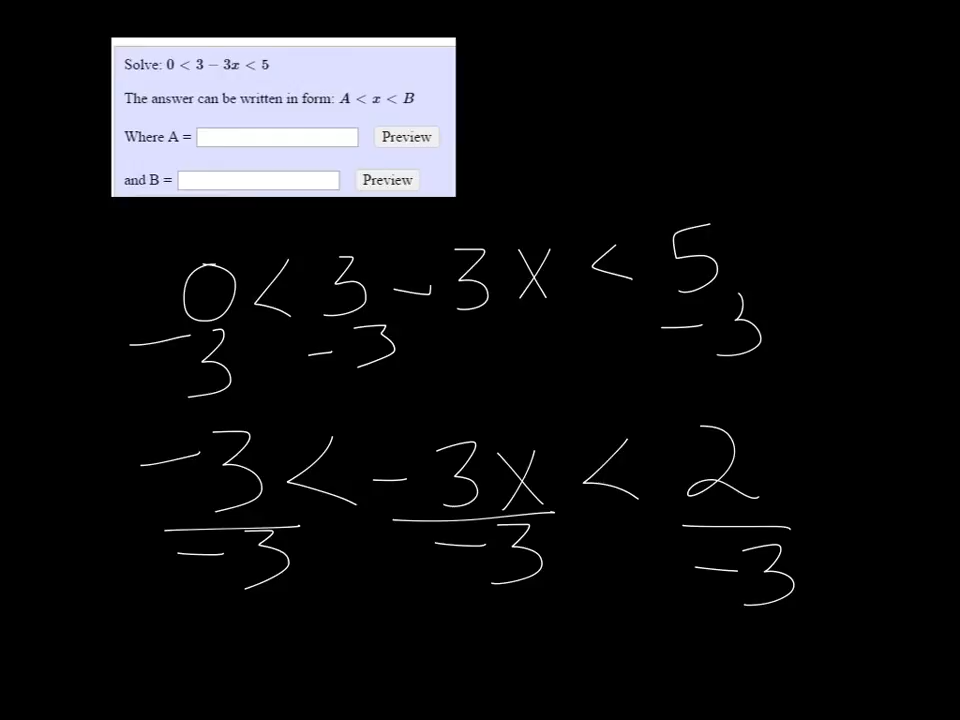 Solve: 0 < 3 − 3x < 5
The answer can be written in form: A < x < B
Where A = Preview
and B = Preview
0 < 3 - 3x < 5
-3 -3 -3
-3 < -3x < 2
-3 -3 -3